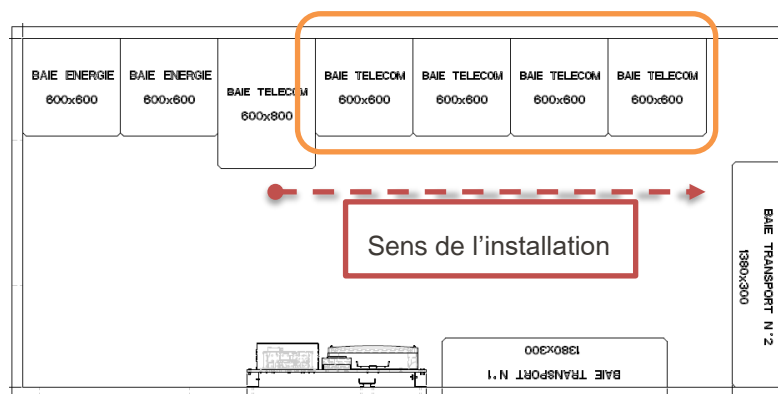 BAIE ENERGIE
600x600
BAIE ENERGIE
600x600
BAIE TELECOM
600x800
BAIE TELECOM
600x600
BAIE TELECOM
600x600
BAIE TELECOM
600x600
BAIE TELECOM
600x600
Sens de l’installation
BAIE TRANSPORT N°2
1380x300
BAIE TRANSPORT N°1
1380x300